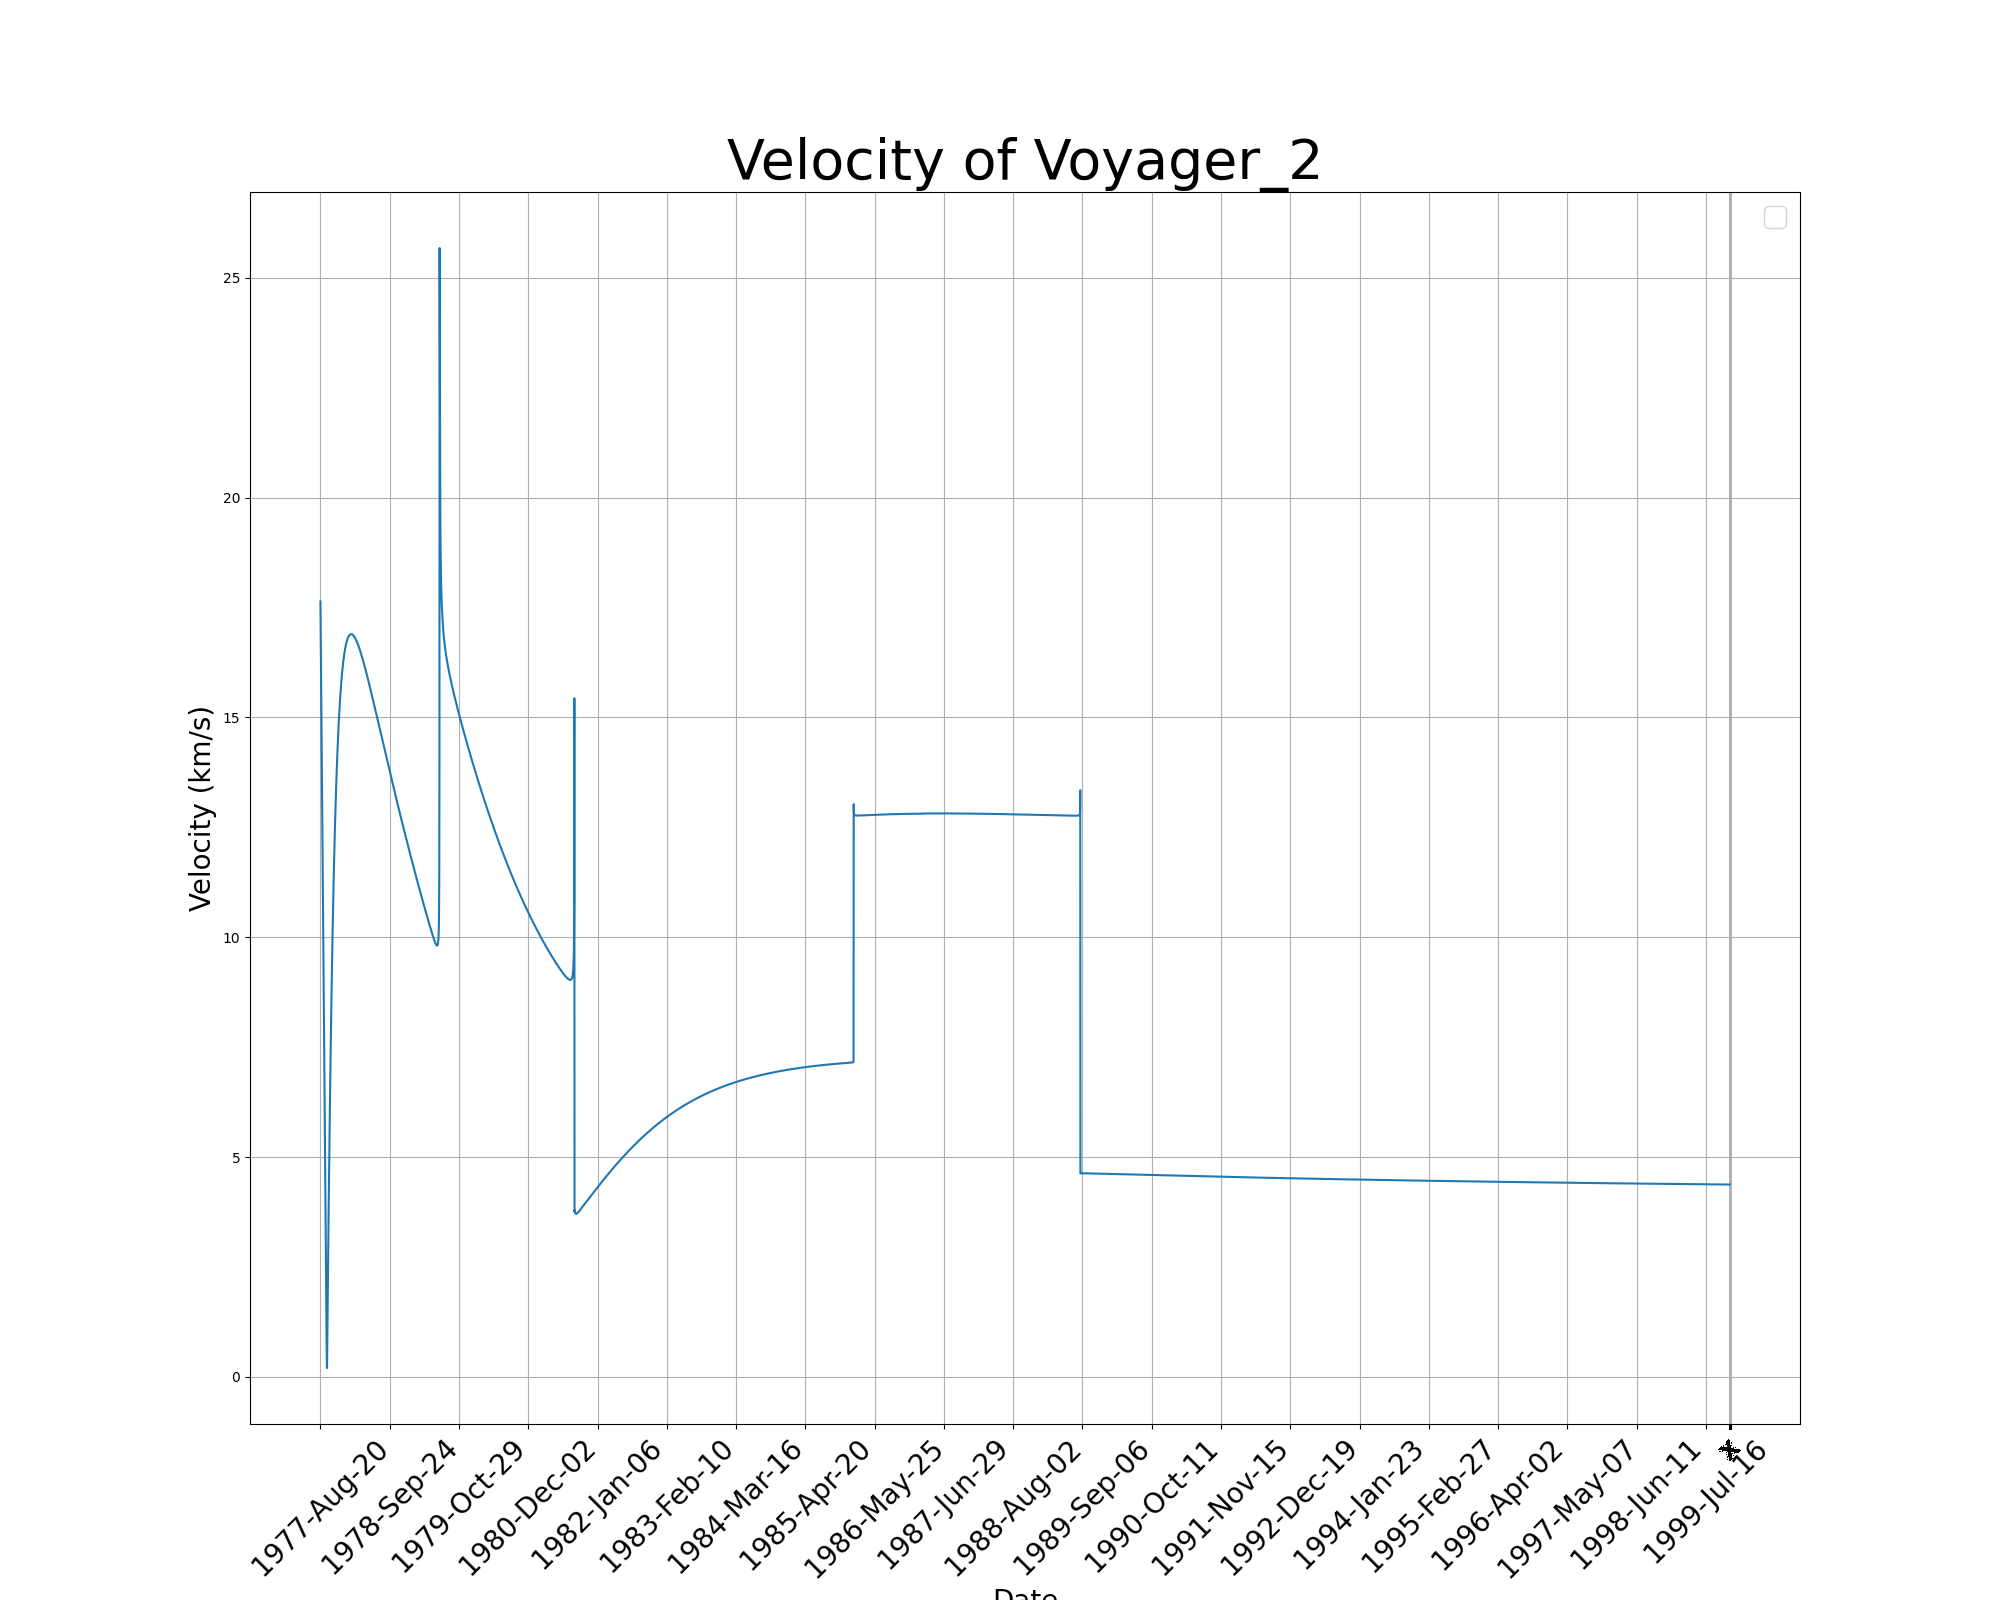 Velocity of Voyager_2
Velocity (km/s)
25
20
15
10
5
0
1977-Aug-20
1978-Sep-24
1979-Oct-29
1980-Dec-02
1982-Jan-06
1983-Feb-10
1984-Mar-16
1985-Apr-20
1986-May-25
1987-Jun-29
1988-Aug-02
1989-Sep-06
1990-Oct-11
1991-Nov-15
1992-Dec-19
1994-Jan-23
1995-Feb-27
1996-Apr-02
1997-May-07
1998-Jun-11
1999-Jul-16
Date